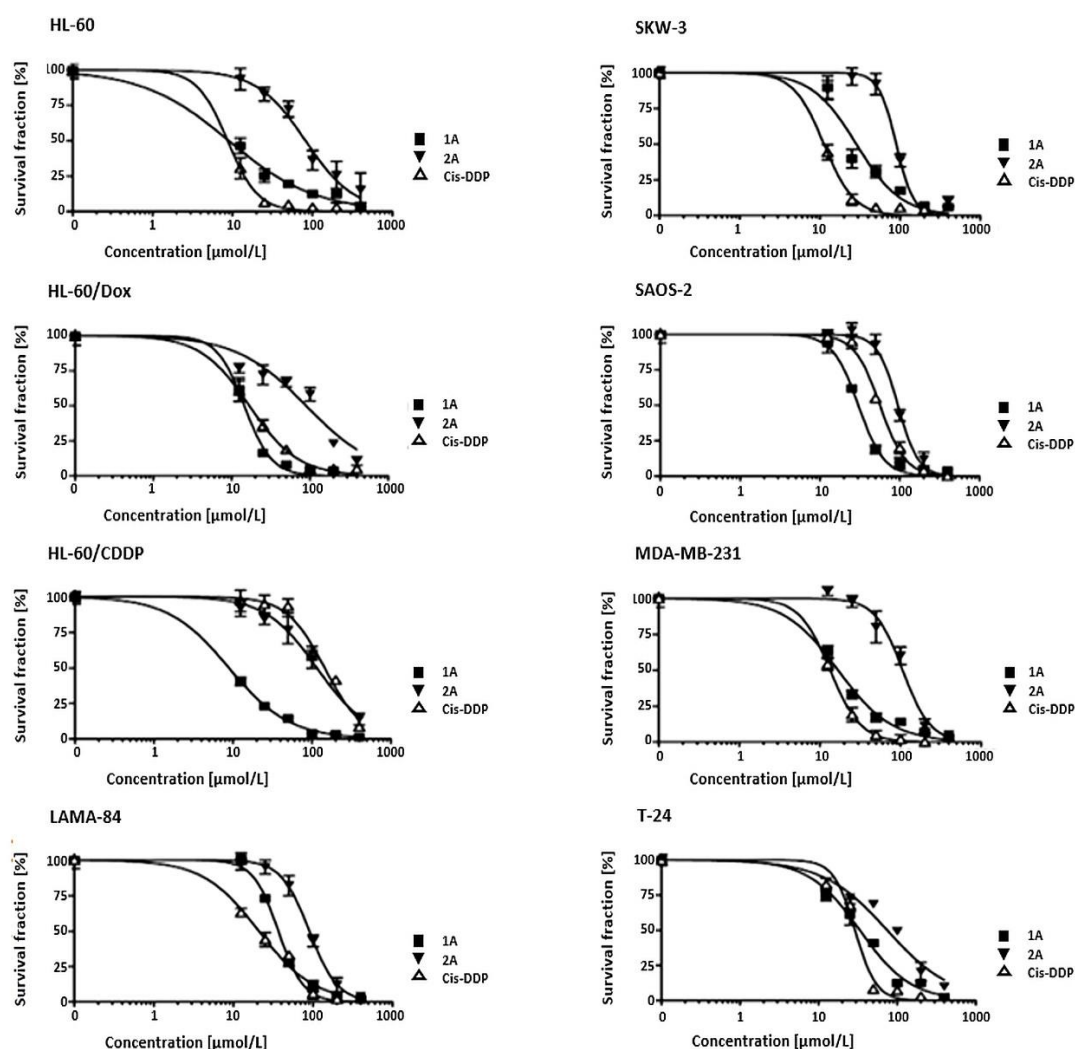 HL-60
Survival fraction [%]
100
75
50
25
0
0 1 10 100 1000
Concentration [µmol/L]
1A
2A
Cis-DDP
SKW-3
Survival fraction [%]
100
75
50
25
0
0 1 10 100 1000
Concentration [µmol/L]
1A
2A
Cis-DDP
HL-60/Dox
Survival fraction [%]
100
75
50
25
0
0 1 10 100 1000
Concentration [µmol/L]
1A
2A
Cis-DDP
SAOS-2
Survival fraction [%]
100
75
50
25
0
0 1 10 100 1000
Concentration [µmol/L]
1A
2A
Cis-DDP
HL-60/CDDP
Survival fraction [%]
100
75
50
25
0
0 1 10 100 1000
Concentration [µmol/L]
1A
2A
Cis-DDP
MDA-MB-231
Survival fraction [%]
100
75
50
25
0
0 1 10 100 1000
Concentration [µmol/L]
1A
2A
Cis-DDP
LAMA-84
Survival fraction [%]
100
75
50
25
0
0 1 10 100 1000
Concentration [µmol/L]
1A
2A
Cis-DDP
T-24
Survival fraction [%]
100
75
50
25
0
0 1 10 100 1000
Concentration [µmol/L]
1A
2A
Cis-DDP